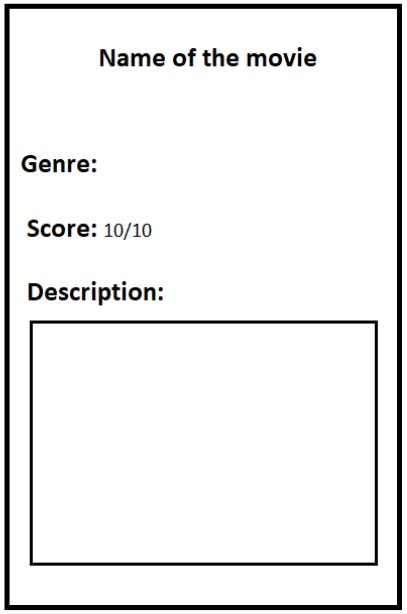 Name of the movie
Genre:
Score: 10/10
Description: